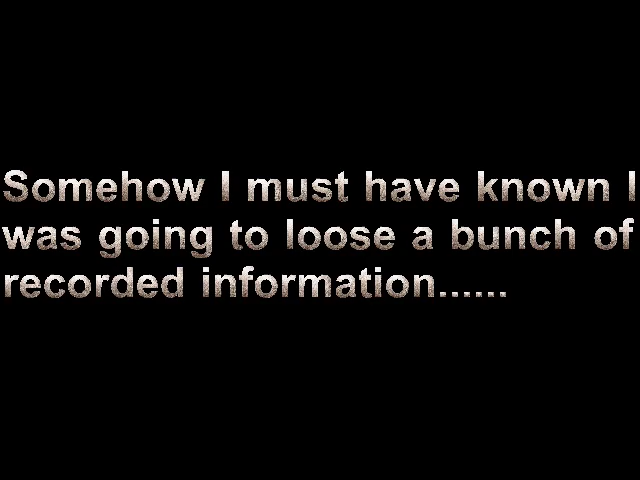 Somehow I must have known I
was going to loose a bunch of
recorded information......